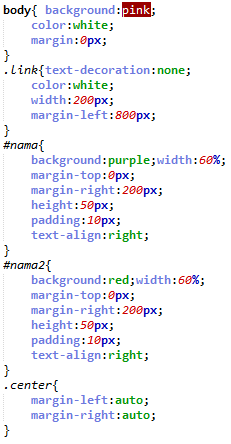 body{ background:pink;
color:white;
margin:0px;
}
.link{text-decoration:none;
color:white;
width:200px;
margin-left:800px;
}
#nama{
background:purple;width:60%;
margin-top:0px;
margin-right:200px;
height:50px;
padding:10px;
text-align:right;
}
#nama2{
background:red;width:60%;
margin-top:0px;
margin-right:200px;
height:50px;
padding:10px;
text-align:right;
}
.center{
margin-left:auto;
margin-right:auto;
}